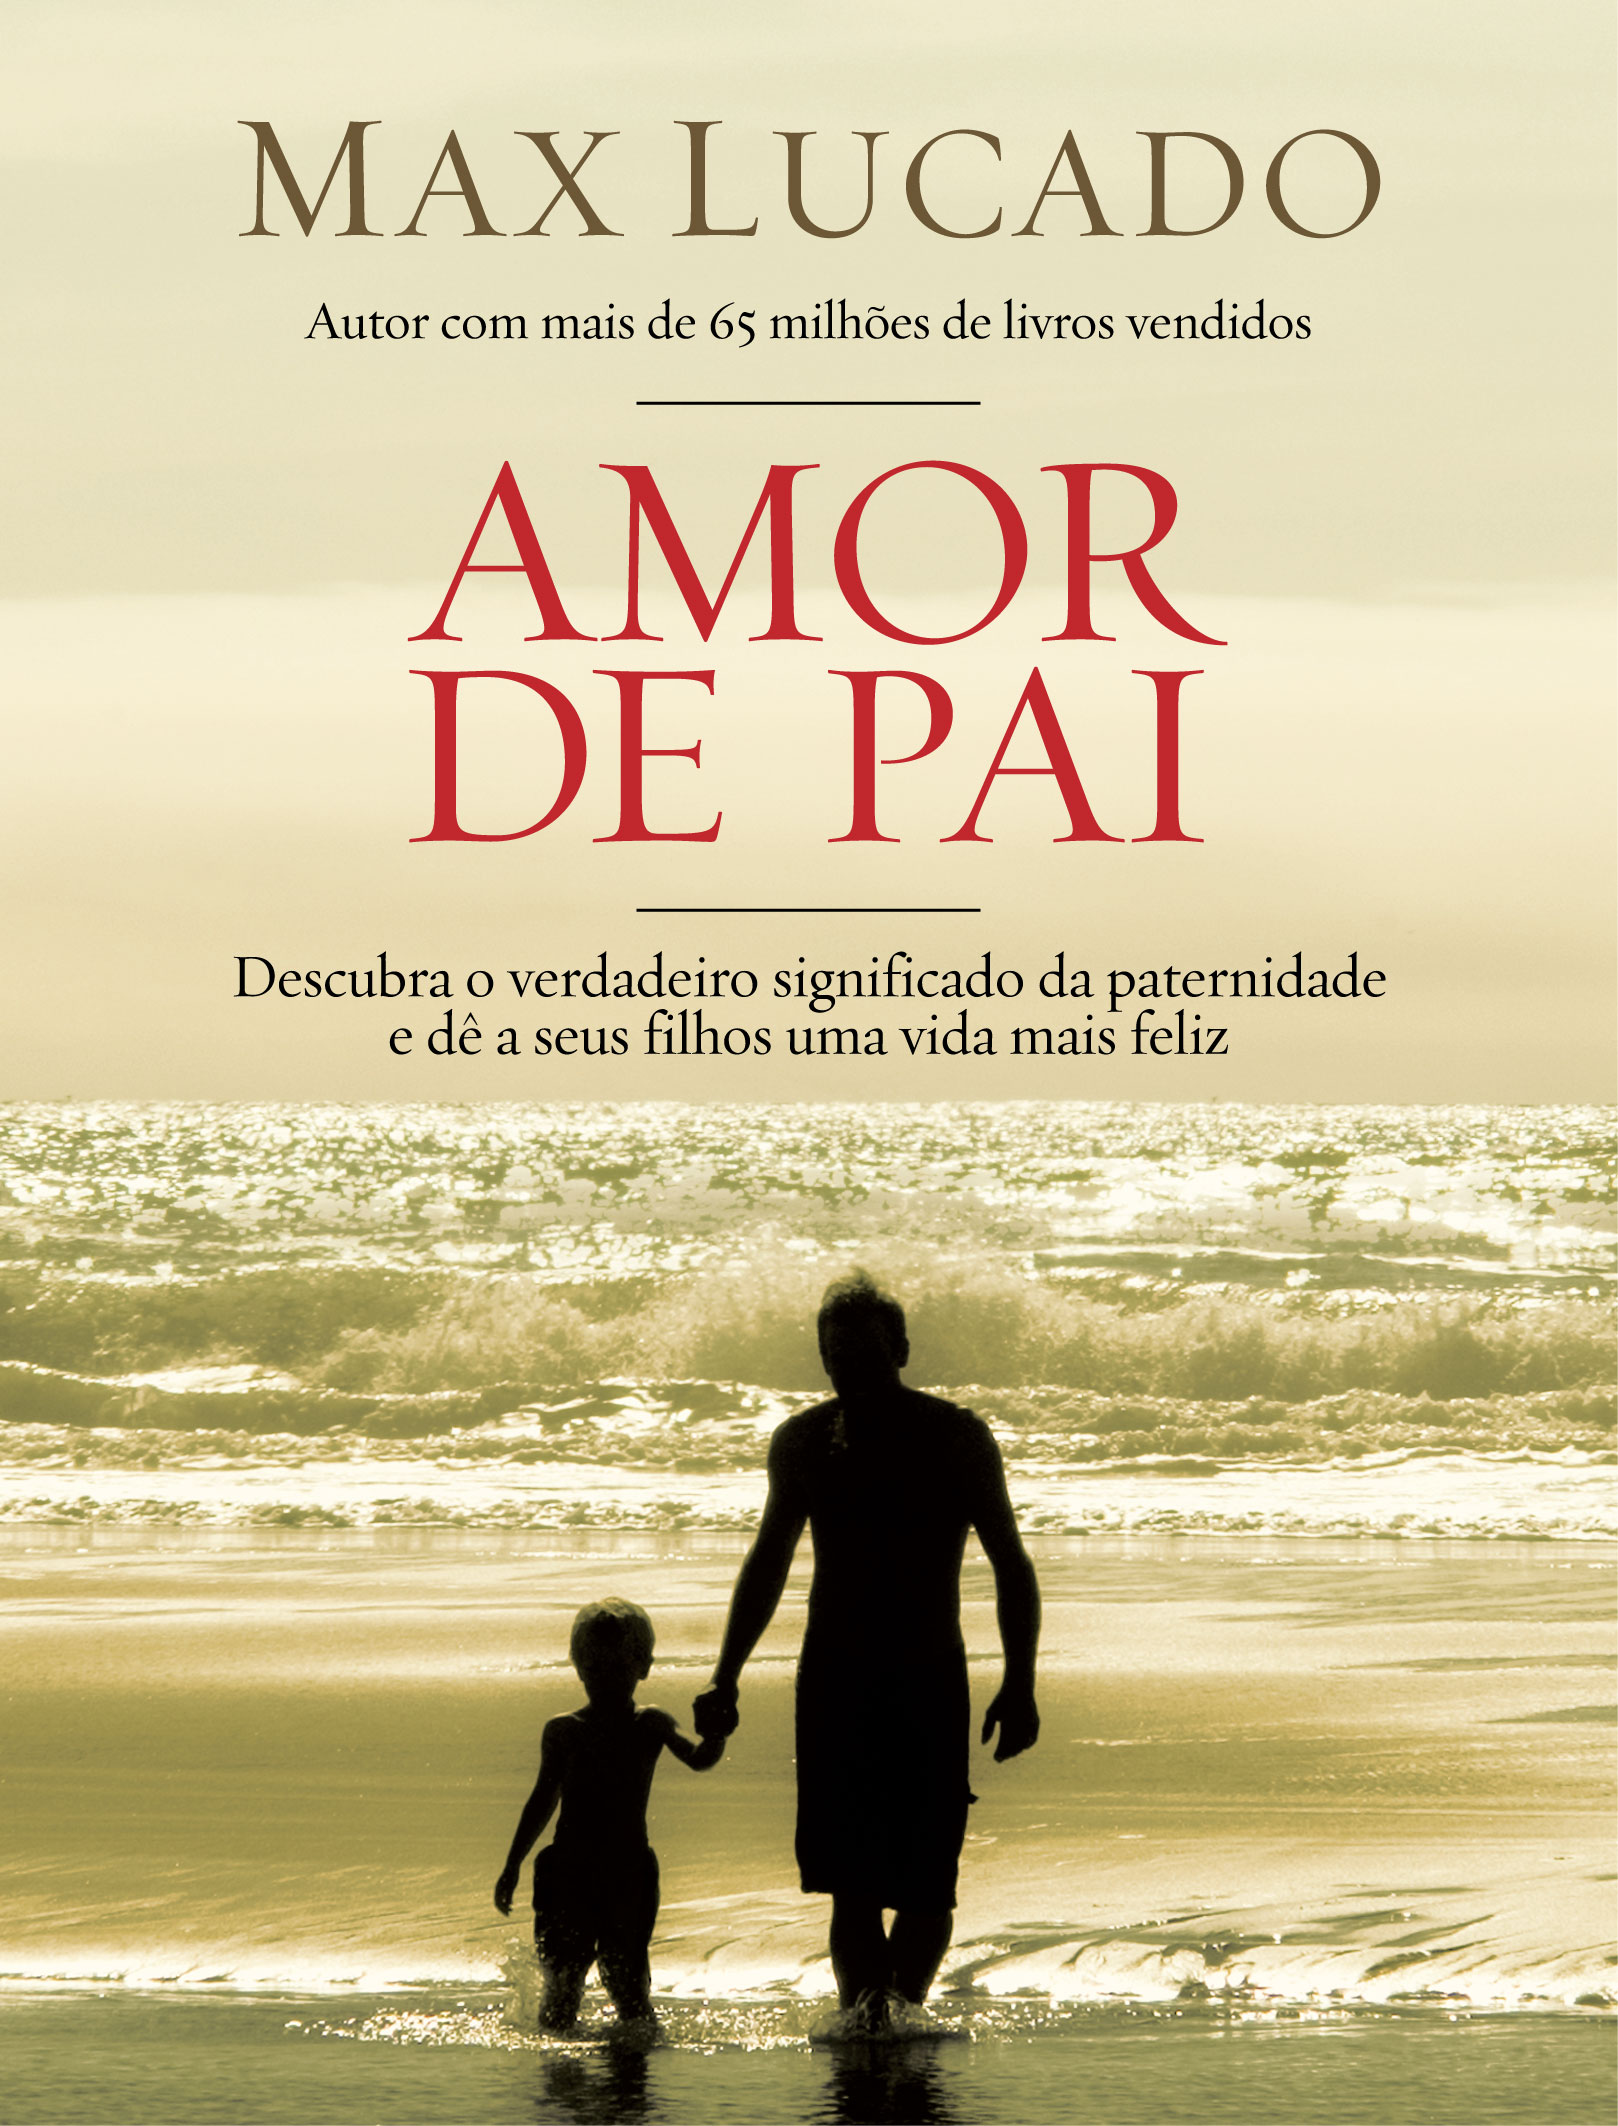 MAX LUCADO
Autor com mais de 65 milhões de livros vendidos
AMOR
DE PAI
Descubra o verdadeiro significado da paternidade
e dê a seus filhos uma vida mais feliz